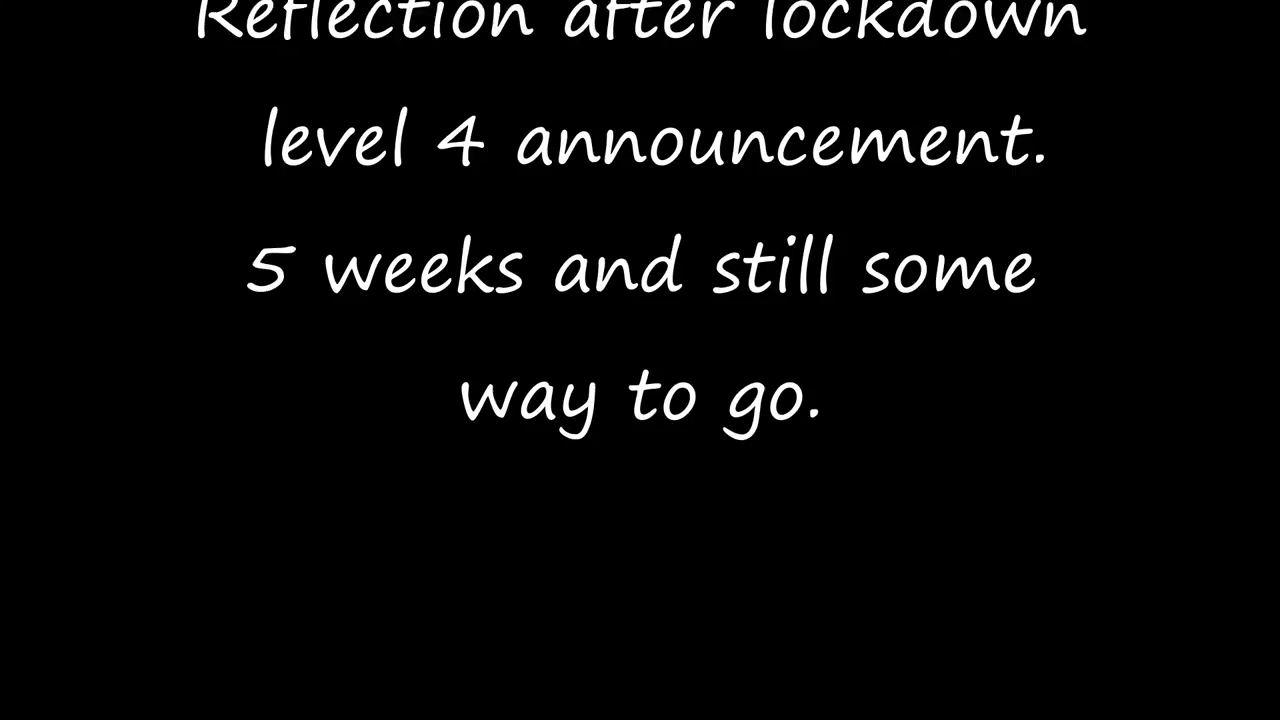 Reflection after lockdown
level 4 announcement.
5 weeks and still some
way to go.